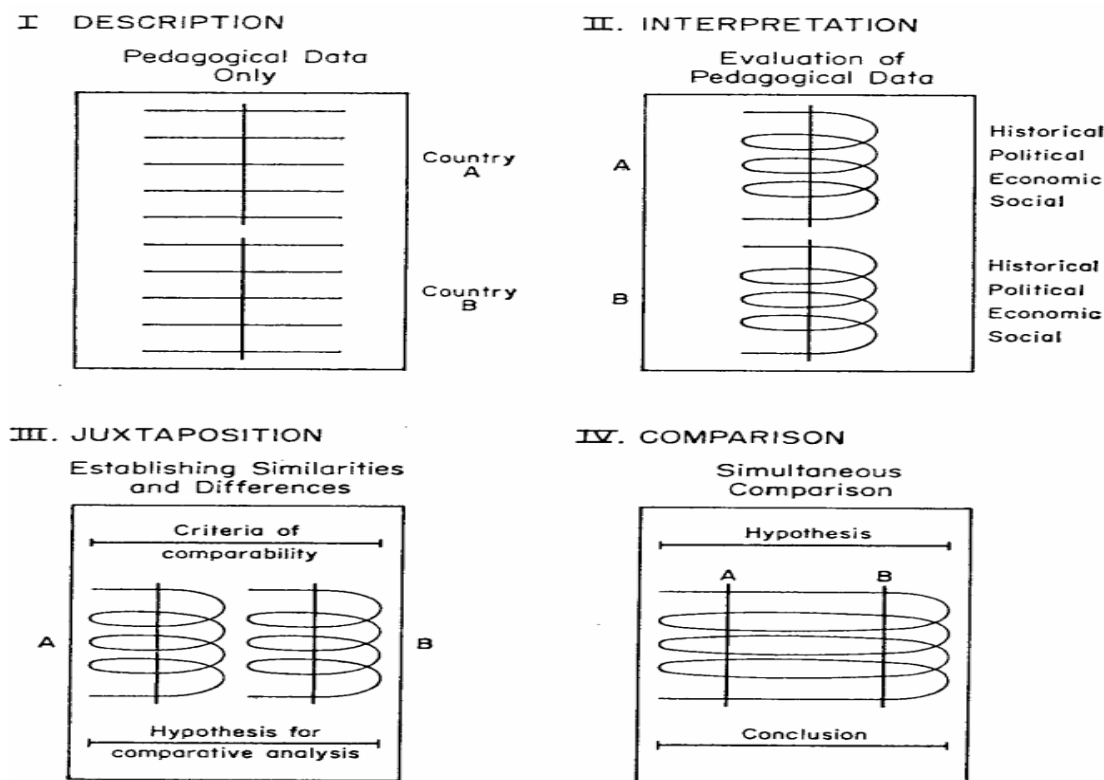 I DESCRIPTION
Pedagogical Data
Only
Country
A
Country
B
II. INTERPRETATION
Evaluation of
Pedagogical Data
A
Historical
Political
Economic
Social
B
Historical
Political
Economic
Social
III. JUXTAPOSITION
Establishing Similarities
and Differences
Criteria of
comparability
A
B
Hypothesis for
comparative analysis
IV. COMPARISON
Simultaneous
Comparison
Hypothesis
A B
Conclusion